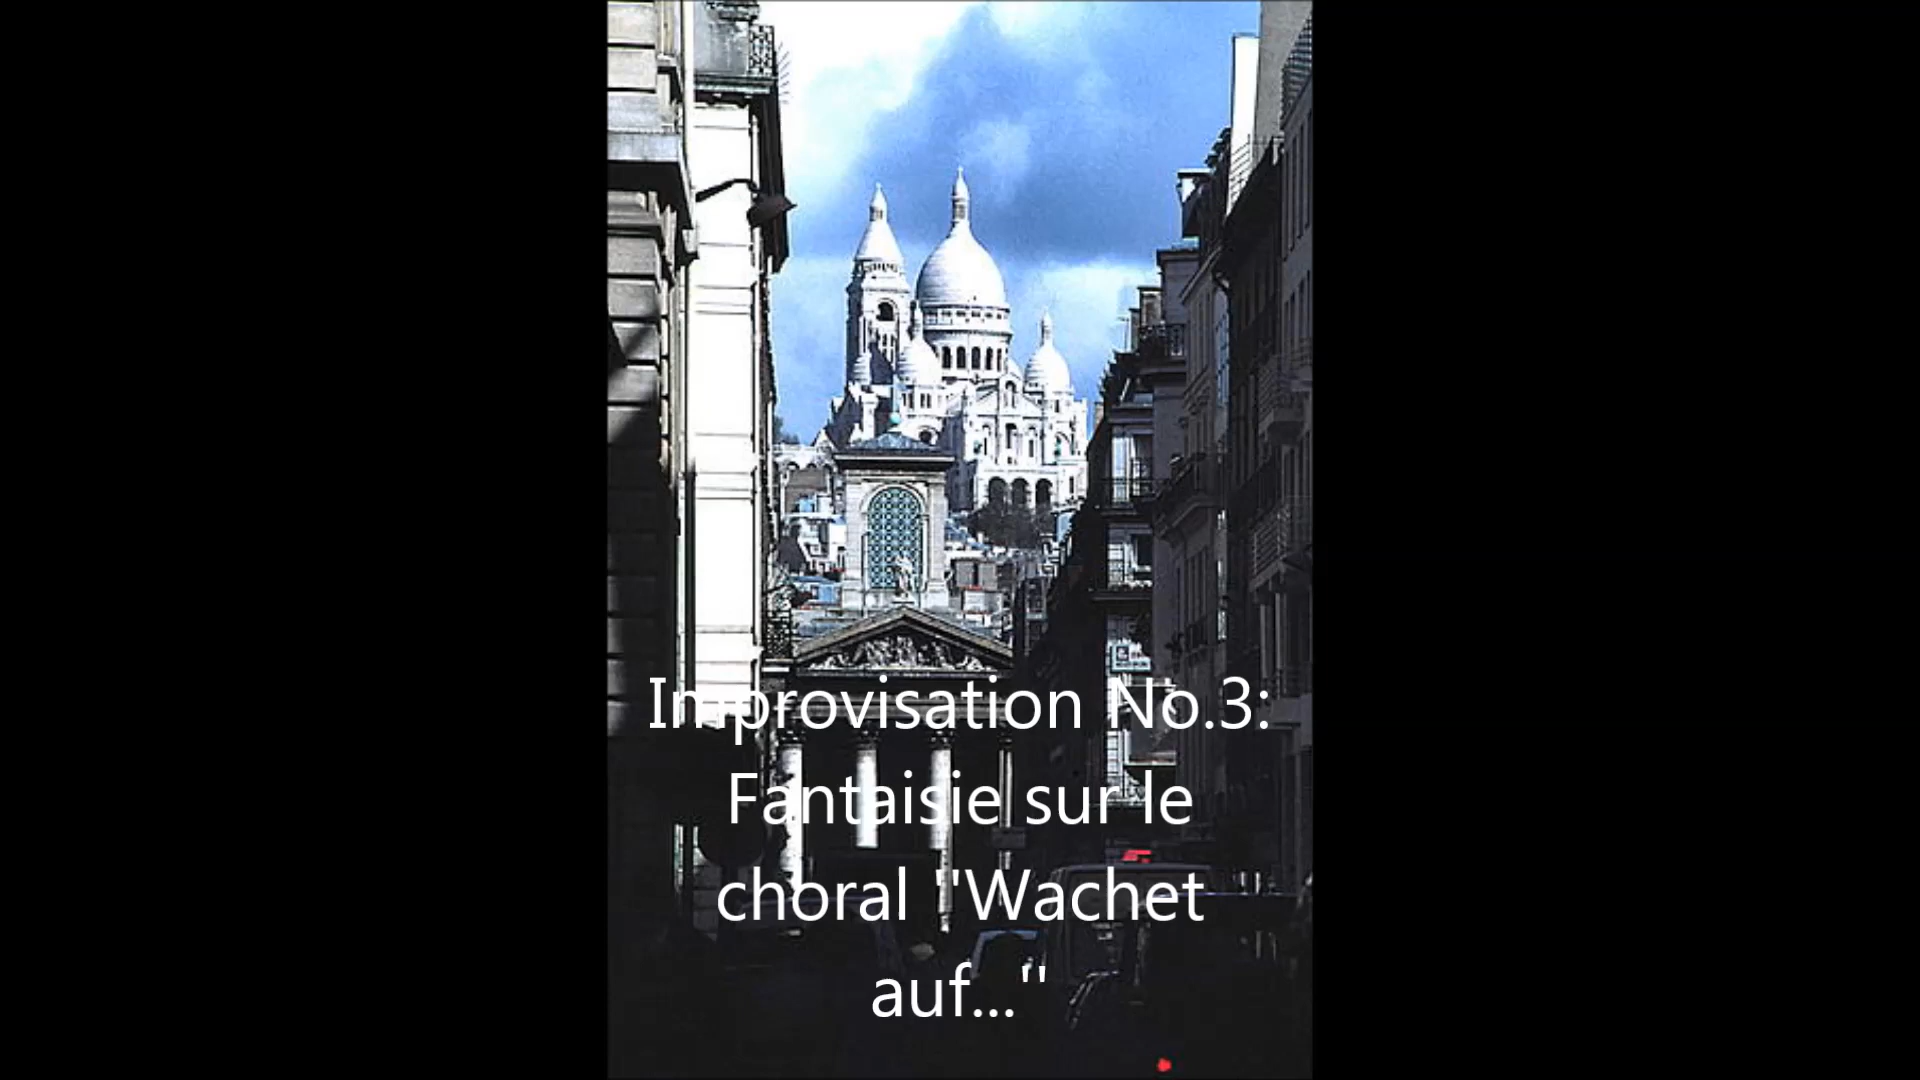 Improvisation No.3:
Fantaisie sur le
choral "Wachet
auf..."